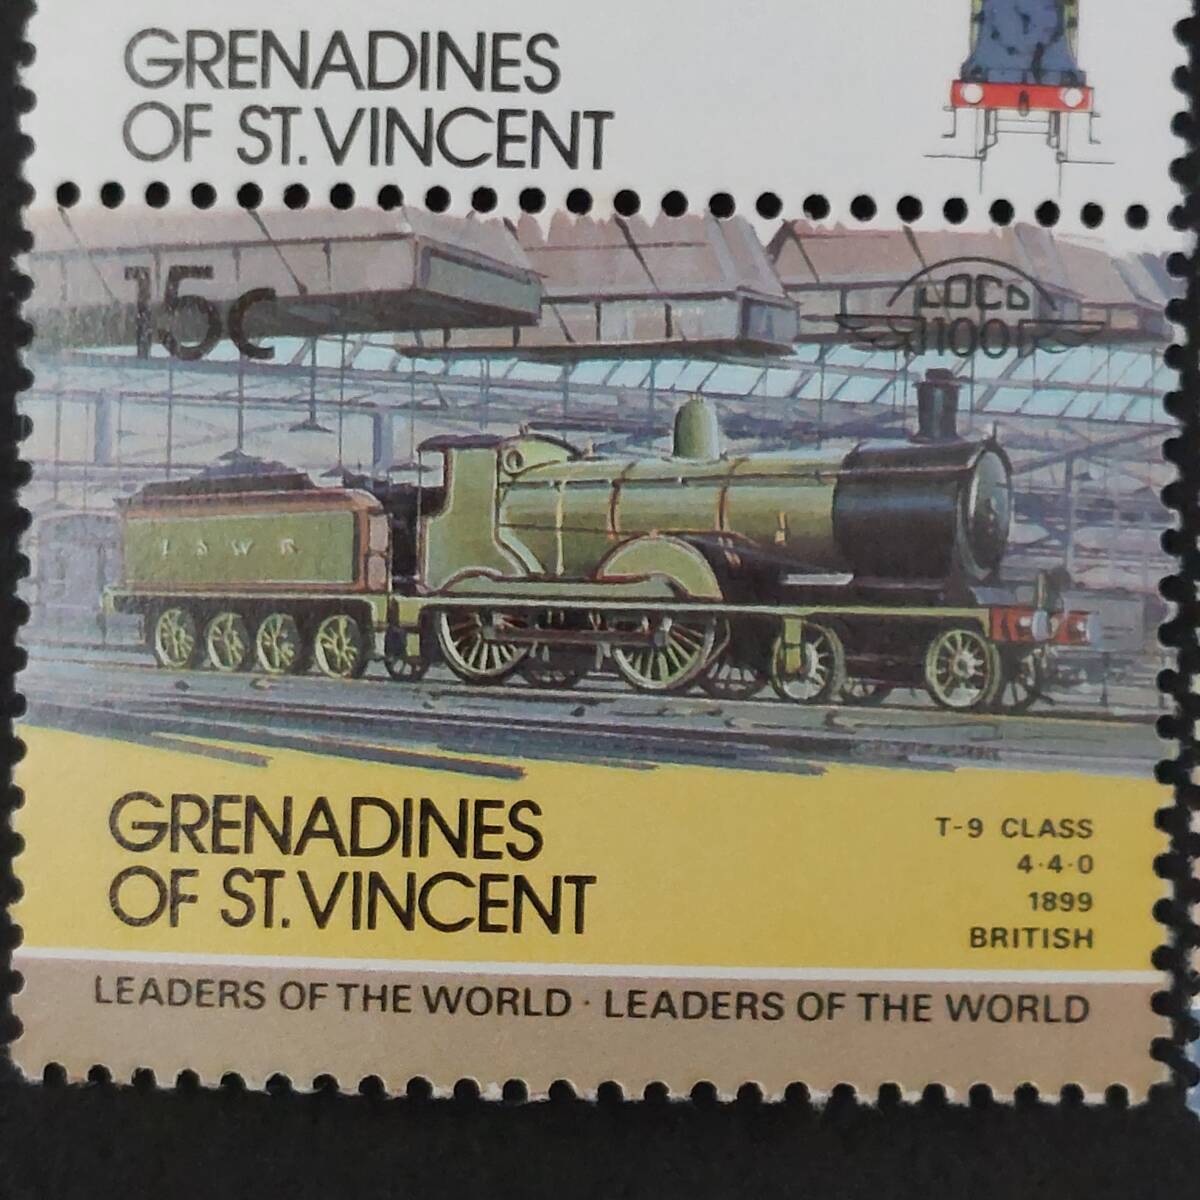 GRENADINES
OF ST. VINCENT
15c
LOCO
100
L S W R
GRENADINES
OF ST. VINCENT
T-9 CLASS
4·4·0
1899
BRITISH
LEADERS OF THE WORLD · LEADERS OF THE WORLD